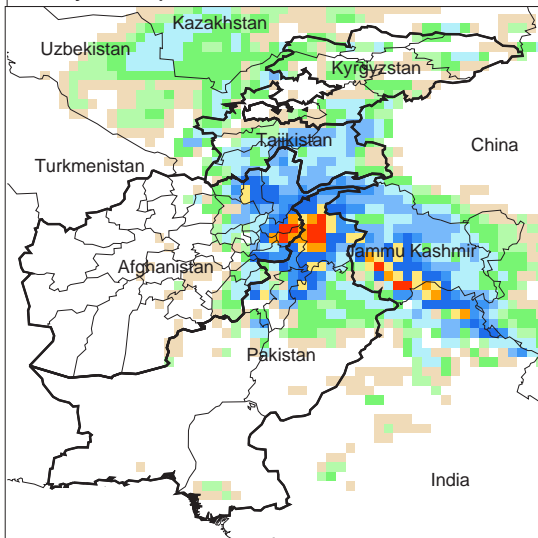 Kazakhstan
Uzbekistan
Kyrgyzstan
Tajikistan
China
Turkmenistan
Jammu Kashmir
Afghanistan
Pakistan
India